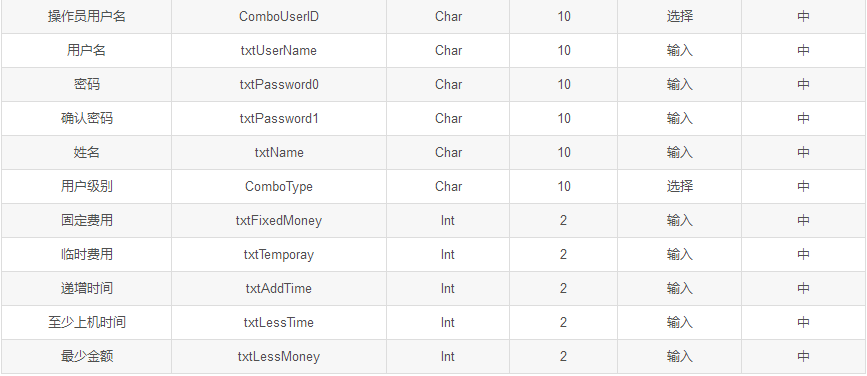 操作员用户名 ComboUserID Char 10 选择 中
用户名 txtUserName Char 10 输入 中
密码 txtPassword0 Char 10 输入 中
确认密码 txtPassword1 Char 10 输入 中
姓名 txtName Char 10 输入 中
用户级别 ComboType Char 10 选择 中
固定费用 txtFixedMoney Int 2 输入 中
临时费用 txtTemporay Int 2 输入 中
递增时间 txtAddTime Int 2 输入 中
至少上机时间 txtLessTime Int 2 输入 中
最少金额 txtLessMoney Int 2 输入 中